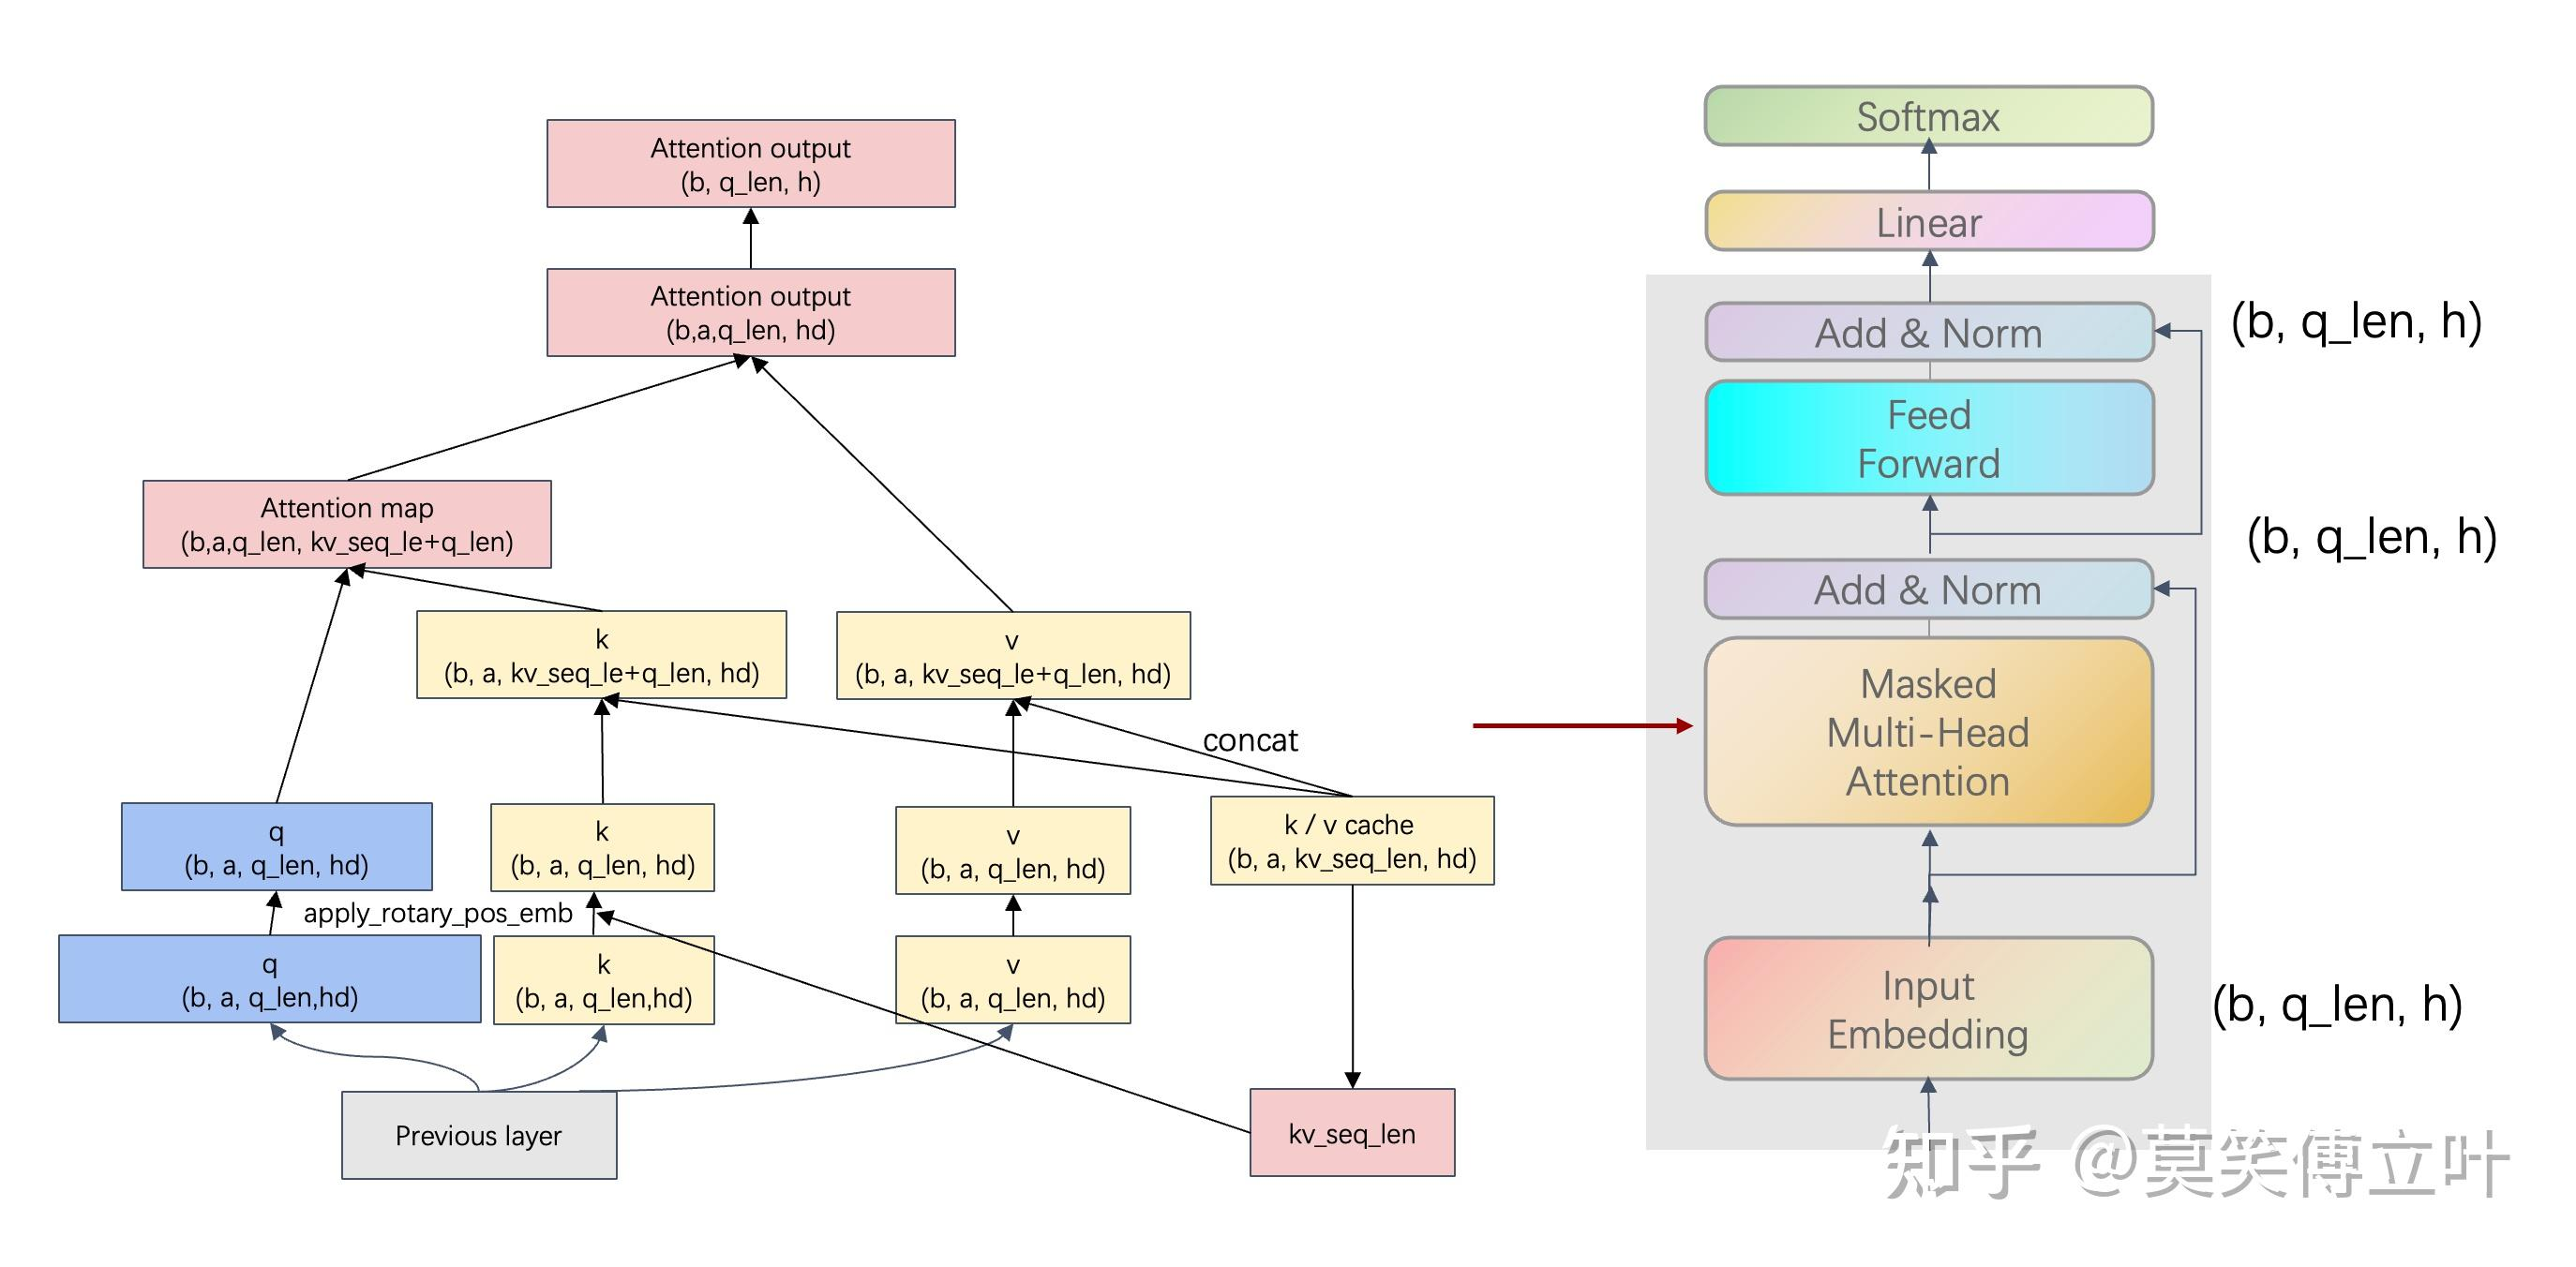 Attention output
(b, q_len, h)
Attention output
(b,a,q_len, hd)
Attention map
(b,a,q_len, kv_seq_le+q_len)
k
(b, a, kv_seq_le+q_len, hd)
v
(b, a, kv_seq_le+q_len, hd)
concat
q
(b, a, q_len, hd)
k
(b, a, q_len, hd)
v
(b, a, q_len, hd)
k / v cache
(b, a, kv_seq_len, hd)
apply_rotary_pos_emb
q
(b, a, q_len,hd)
k
(b, a, q_len,hd)
v
(b, a, q_len, hd)
Previous layer
kv_seq_len
Softmax
Linear
Add & Norm
(b, q_len, h)
Feed
Forward
(b, q_len, h)
Add & Norm
Masked
Multi-Head
Attention
Input
Embedding
(b, q_len, h)
知乎 @莫笑傅立叶